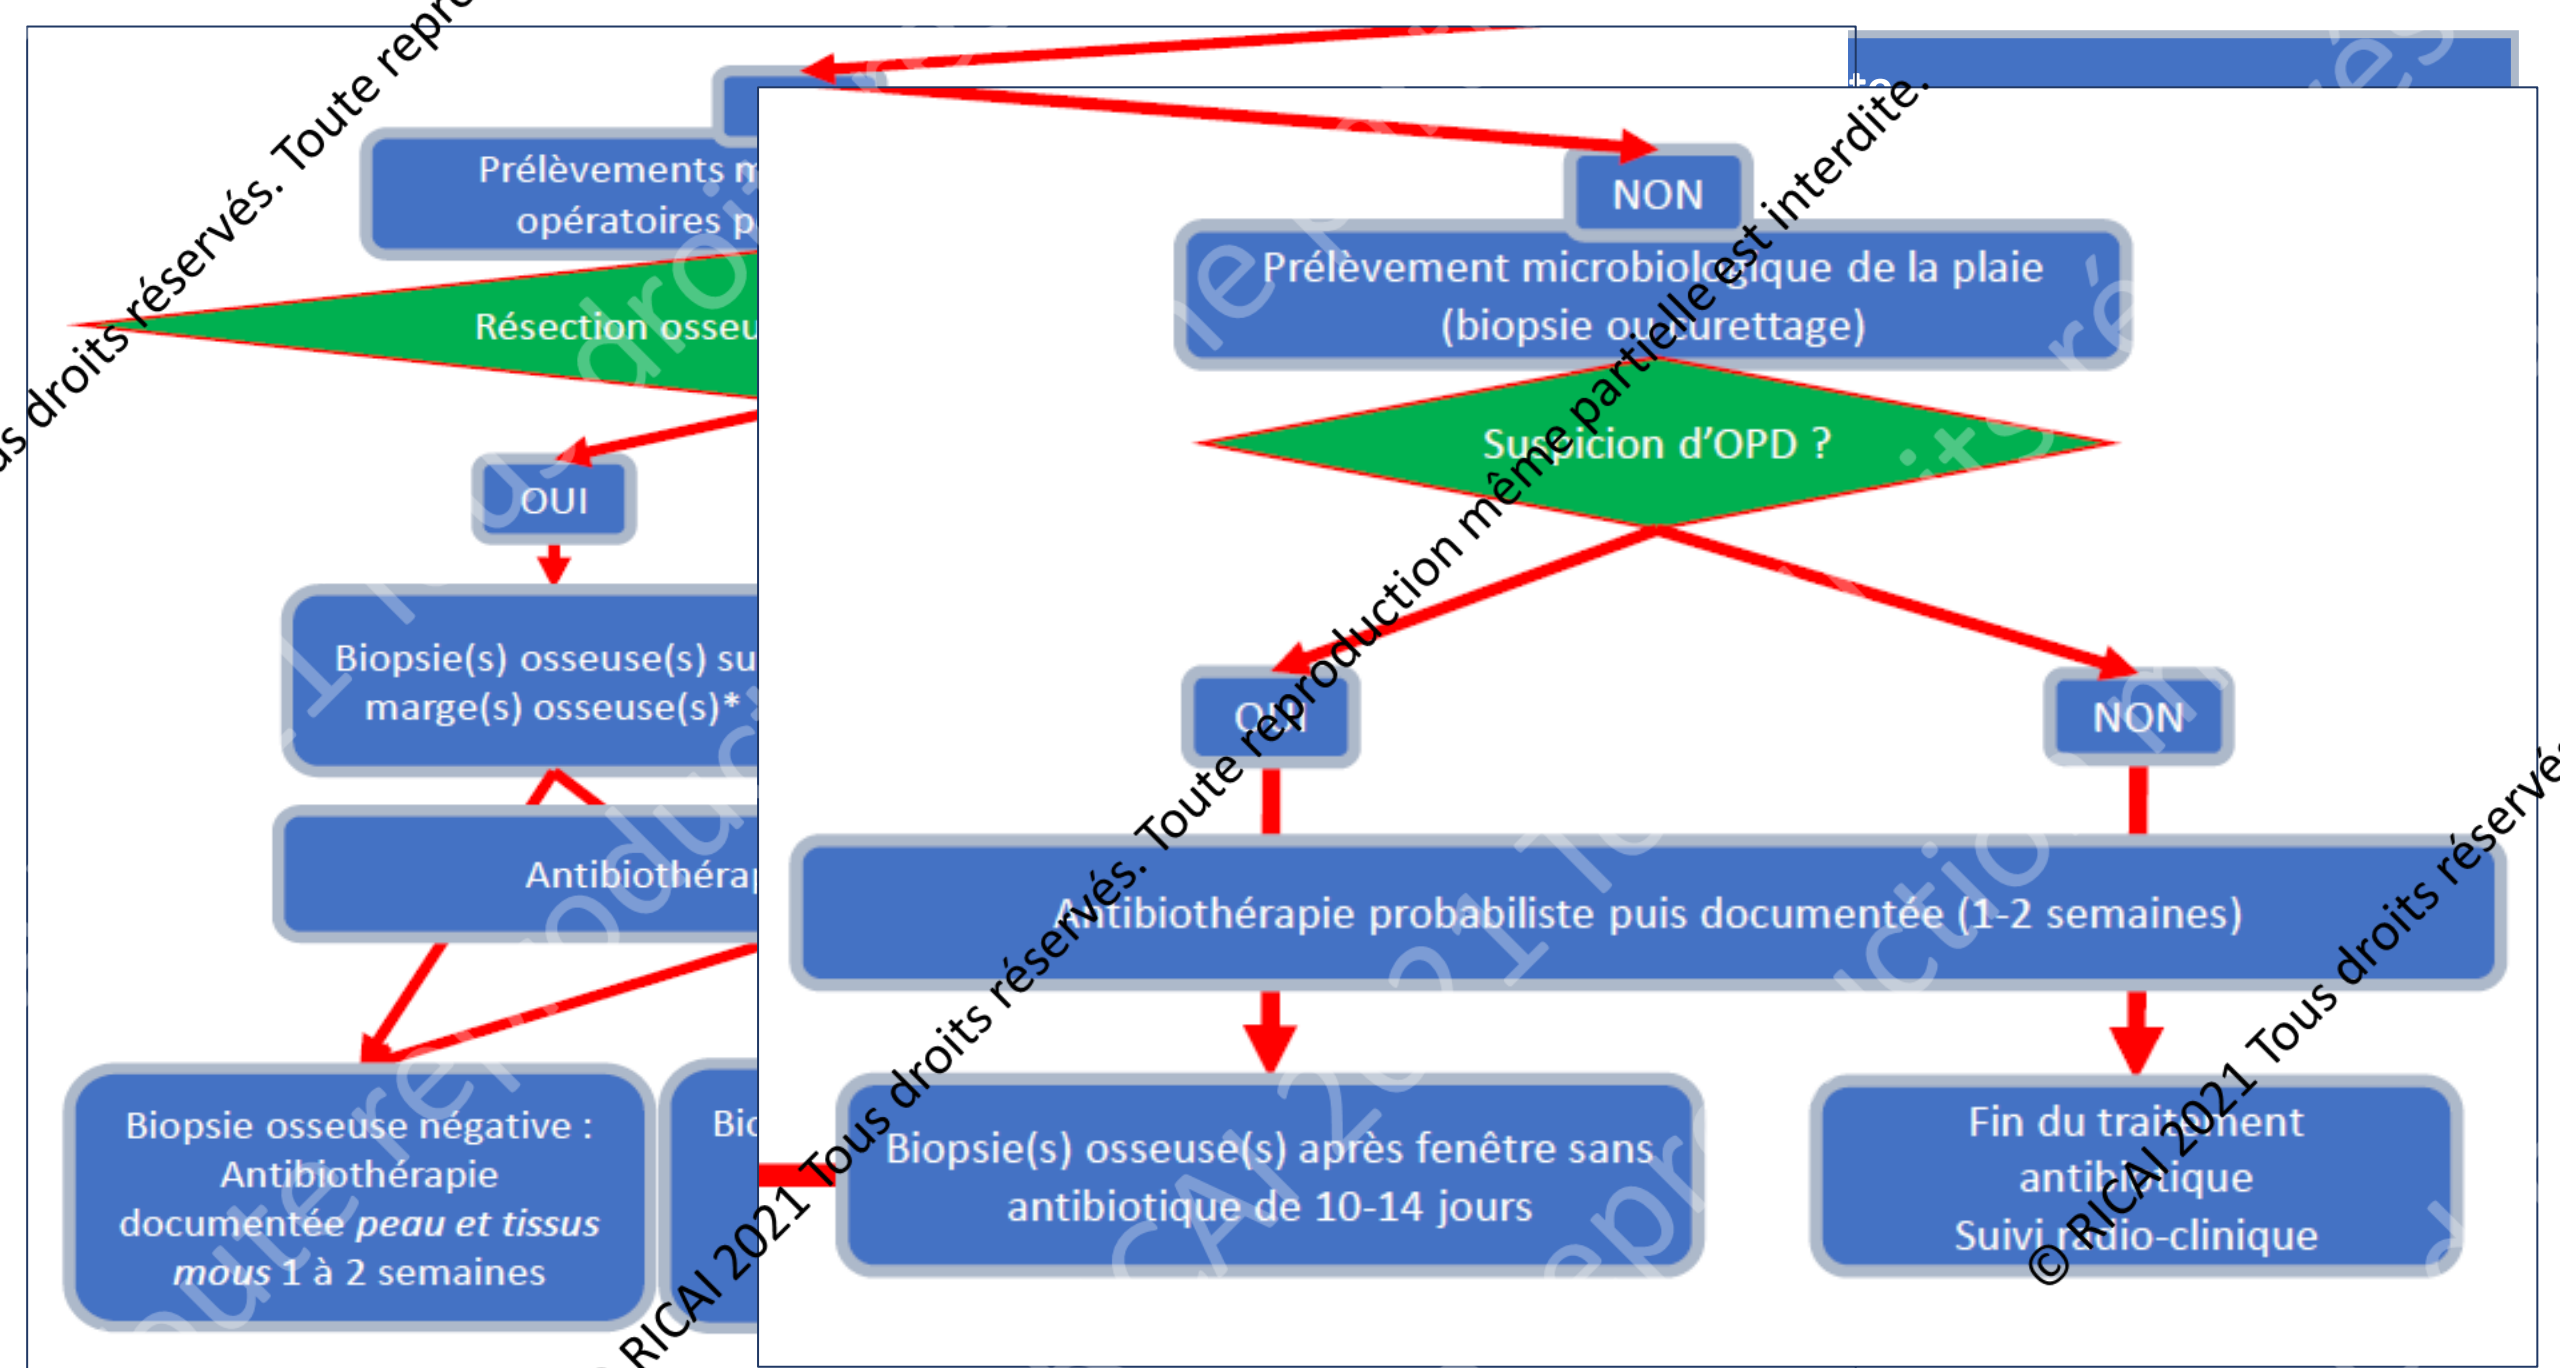 NON
Prélèvement microbiologique de la plaie
(biopsie ou curettage)
Suspicion d’OPD ?
OUI
NON
Antibiothérapie probabiliste puis documentée (1-2 semaines)
Biopsie(s) osseuse(s) après fenêtre sans
antibiotique de 10-14 jours
Fin du traitement
antibiotique
Suivi radio-clinique
Prélèvements
opératoires
Résection
OUI
Biopsie(s) osseuse(s)
marge(s) osseuse(s)*
Biopsie osseuse négative :
Antibiothérapie
documentée peau et tissus
mous 1 à 2 semaines
droits réservés. Toute
RICAI 2021 Tous droits réservés. Toute reproduction même partielle est interdite.
© RICAI 2021 Tous droits